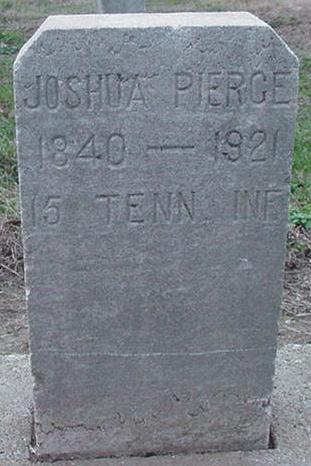 JOSHUA PIERCE
1840 — 1921
15 TENN. INF